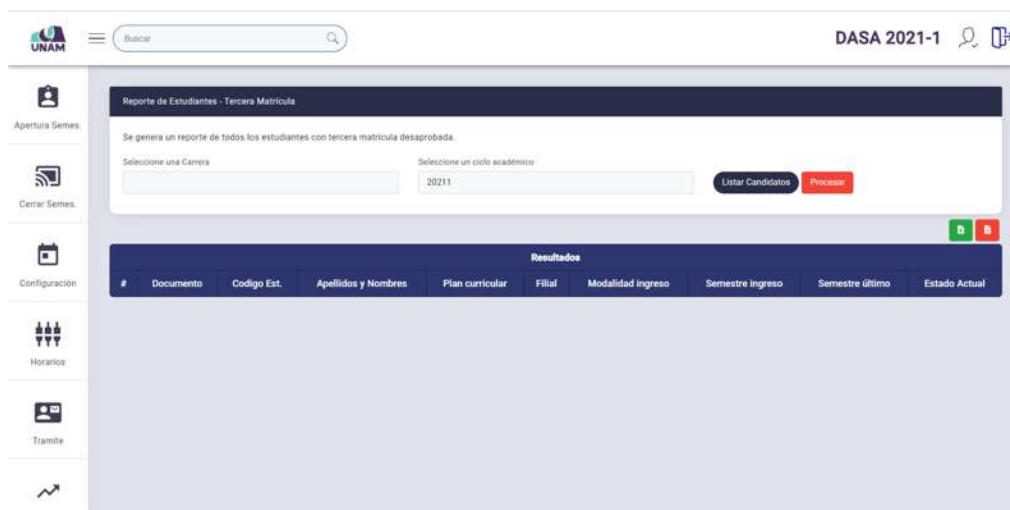 UNAM
Buscar
DASA 2021-1
Apertura Semes.
Cerrar Semes.
Configuración
Horarios
Tramite
Reporte de Estudiantes - Tercera Matrícula
Se genera un reporte de todos los estudiantes con tercera matrícula desaprobada.
Seleccione una Carrera
Seleccione un ciclo académico
20211
Listar Candidatos
Procesar
Resultados
# Documento Codigo Est. Apellidos y Nombres Plan curricular Filial Modalidad ingreso Semestre ingreso Semestre último Estado Actual